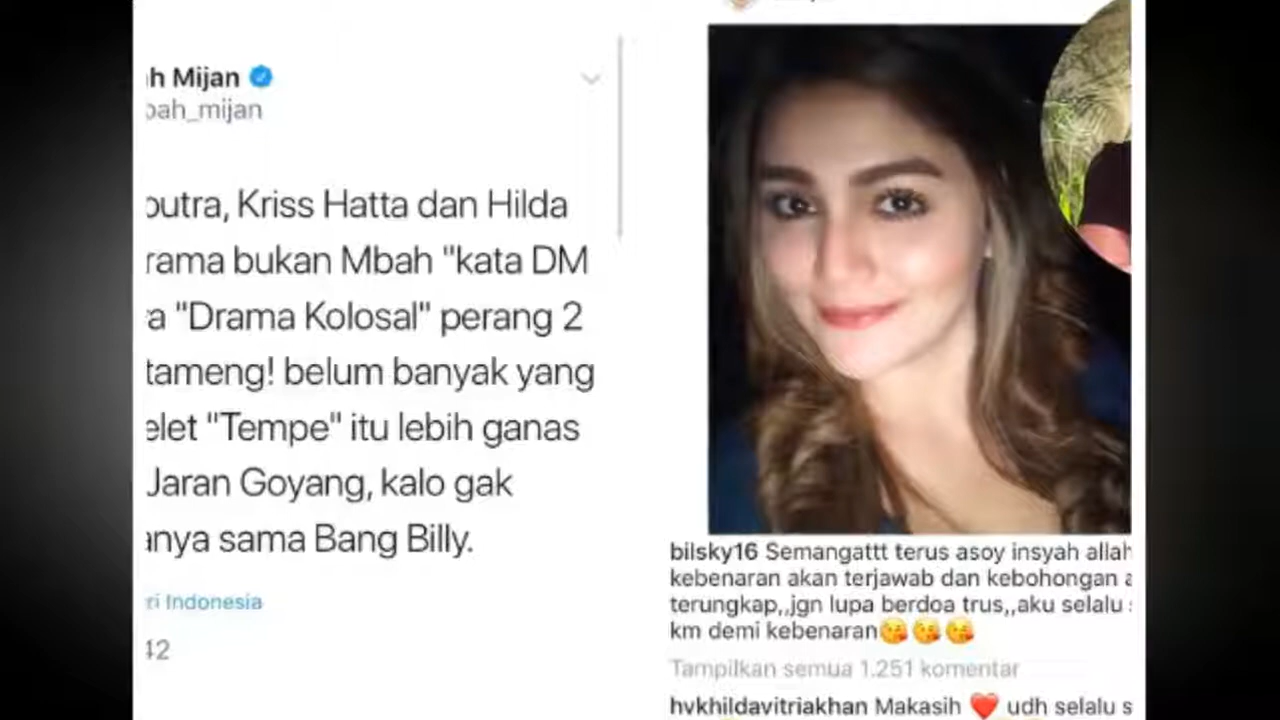 h Mijan
bah_mijan
putra, Kriss Hatta dan Hilda
rama bukan Mbah "kata DM
a "Drama Kolosal" perang 2
tameng! belum banyak yang
elet "Tempe" itu lebih ganas
Jaran Goyang, kalo gak
anya sama Bang Billy.
ri Indonesia
42
bilsky16 Semangattt terus asoy insyah allah
kebenaran akan terjawab dan kebohongan a
terungkap,,jgn lupa berdoa trus,,aku selalu s
km demi kebenaran😘😘😘
Tampilkan semua 1.251 komentar
hvkhildavitriakhan Makasih ❤️ udh selalu s